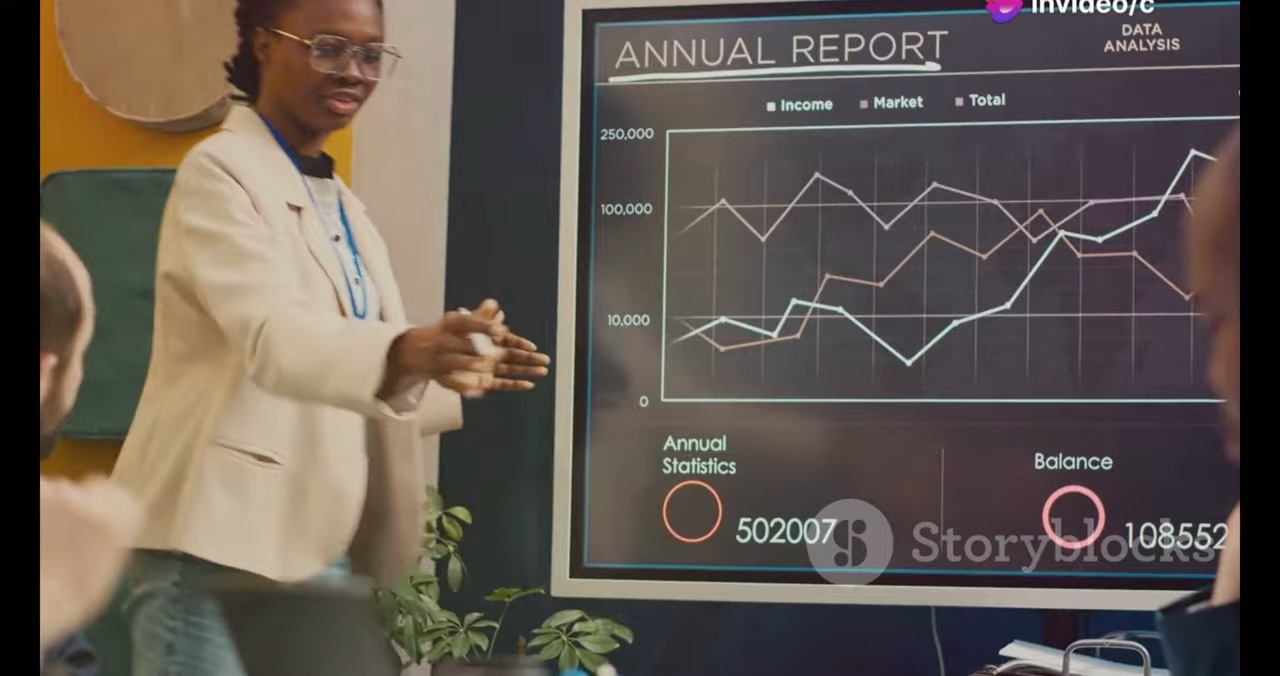 invideo/c
ANNUAL REPORT
DATA
ANALYSIS
Income Market Total
250,000
100,000
10,000
0
Annual
Statistics
502007
Balance
108552
Storyblocks